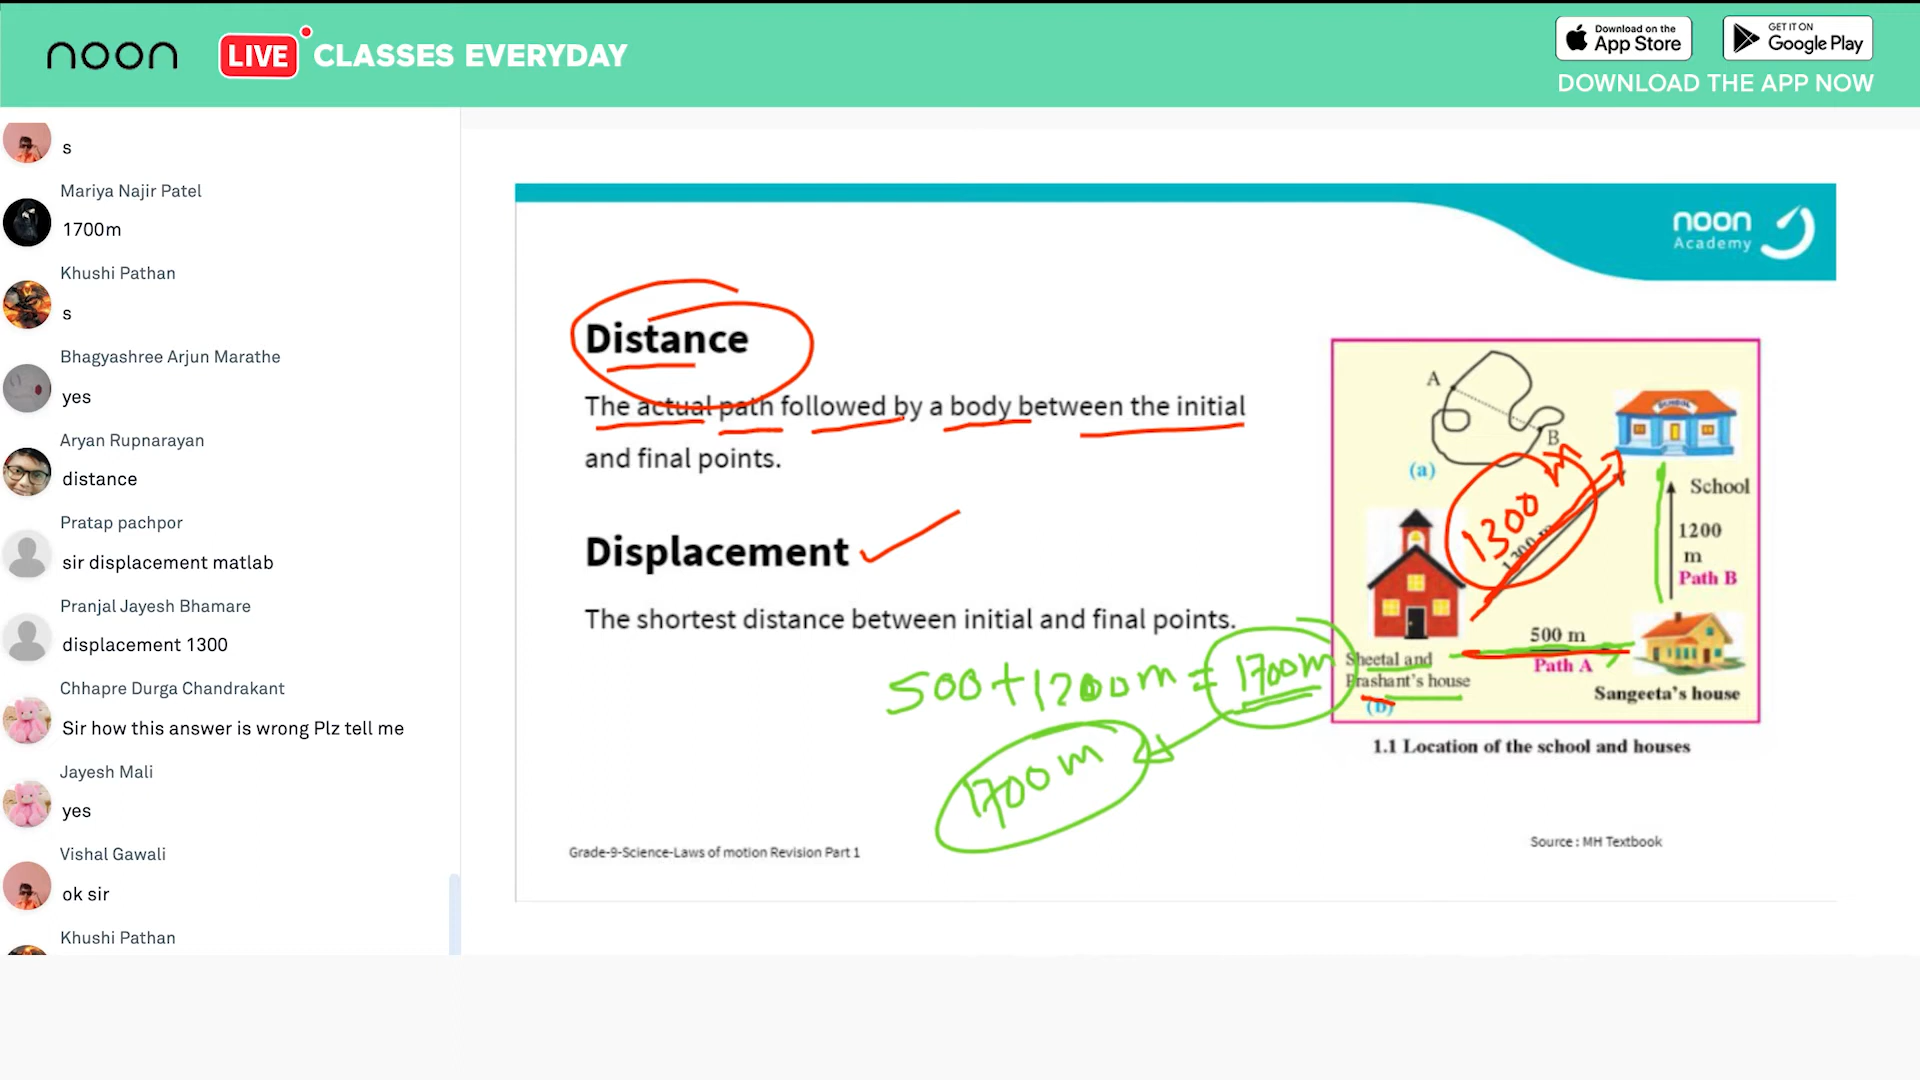 noon LIVE CLASSES EVERYDAY
Download on the App Store
GET IT ON Google Play
DOWNLOAD THE APP NOW
s
Mariya Najir Patel
1700m
Khushi Pathan
s
Bhagyashree Arjun Marathe
yes
Aryan Rupnarayan
distance
Pratap pachpor
sir displacement matlab
Pranjal Jayesh Bhamare
displacement 1300
Chhapre Durga Chandrakant
Sir how this answer is wrong Plz tell me
Jayesh Mali
yes
Vishal Gawali
ok sir
Khushi Pathan
noon
Academy
Distance
The actual path followed by a body between the initial
and final points.
Displacement
The shortest distance between initial and final points.
500+1200m = 1700m
1700m
A
B
(a)
SCHOOL
School
1300 m
1200
m
Path B
500 m
Path A
Sheetal and
Prashant's house
Sangeeta's house
(b)
1.1 Location of the school and houses
Grade-9-Science-Laws of motion Revision Part 1
Source : MH Textbook